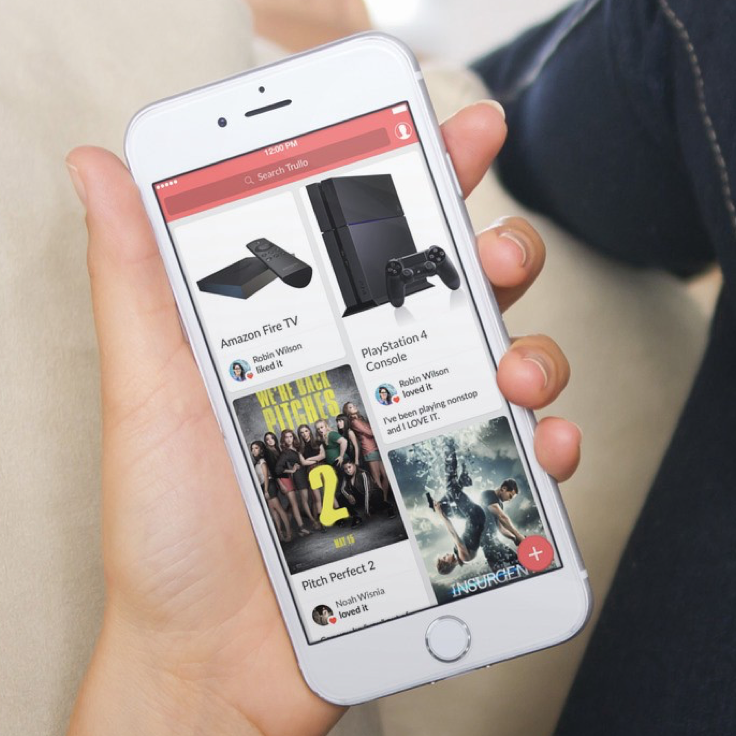 12:00 PM
Search Trullo
Amazon Fire TV
Robin Wilson
liked it
PlayStation 4
Console
Robin Wilson
loved it
I've been playing nonstop
and I LOVE IT.
WE'RE BACK
PITCHES
2
MAY 15
Pitch Perfect 2
Noah Wisnia
loved it
INSURGEN